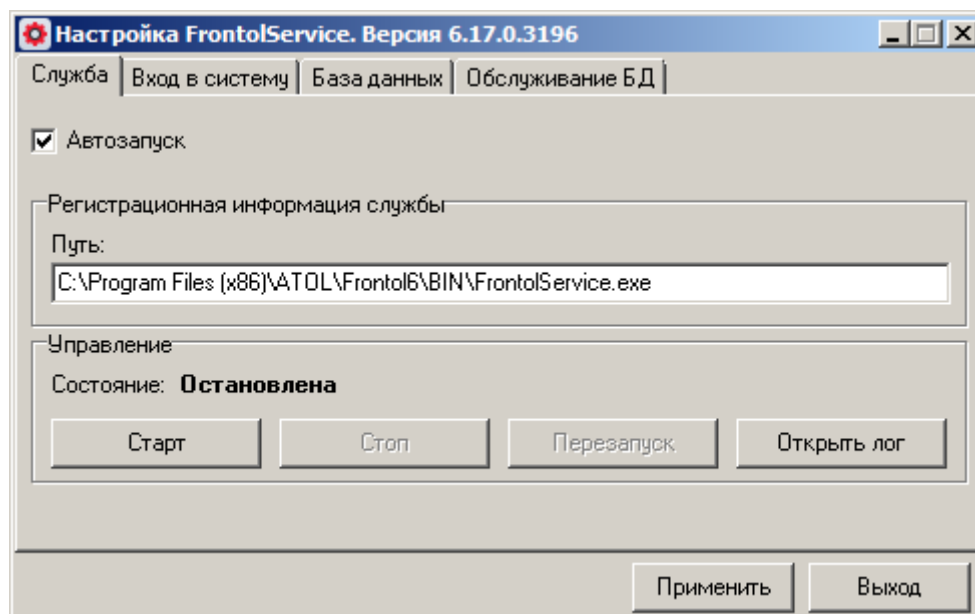 Настройка FrontolService. Версия 6.17.0.3196
Служба Вход в систему База данных Обслуживание БД
Автозапуск
Регистрационная информация службы
Путь:
C:\Program Files (x86)\ATOL\Frontol6\BIN\FrontolService.exe
Управление
Состояние: Остановлена
Старт Стоп Перезапуск Открыть лог
Применить Выход